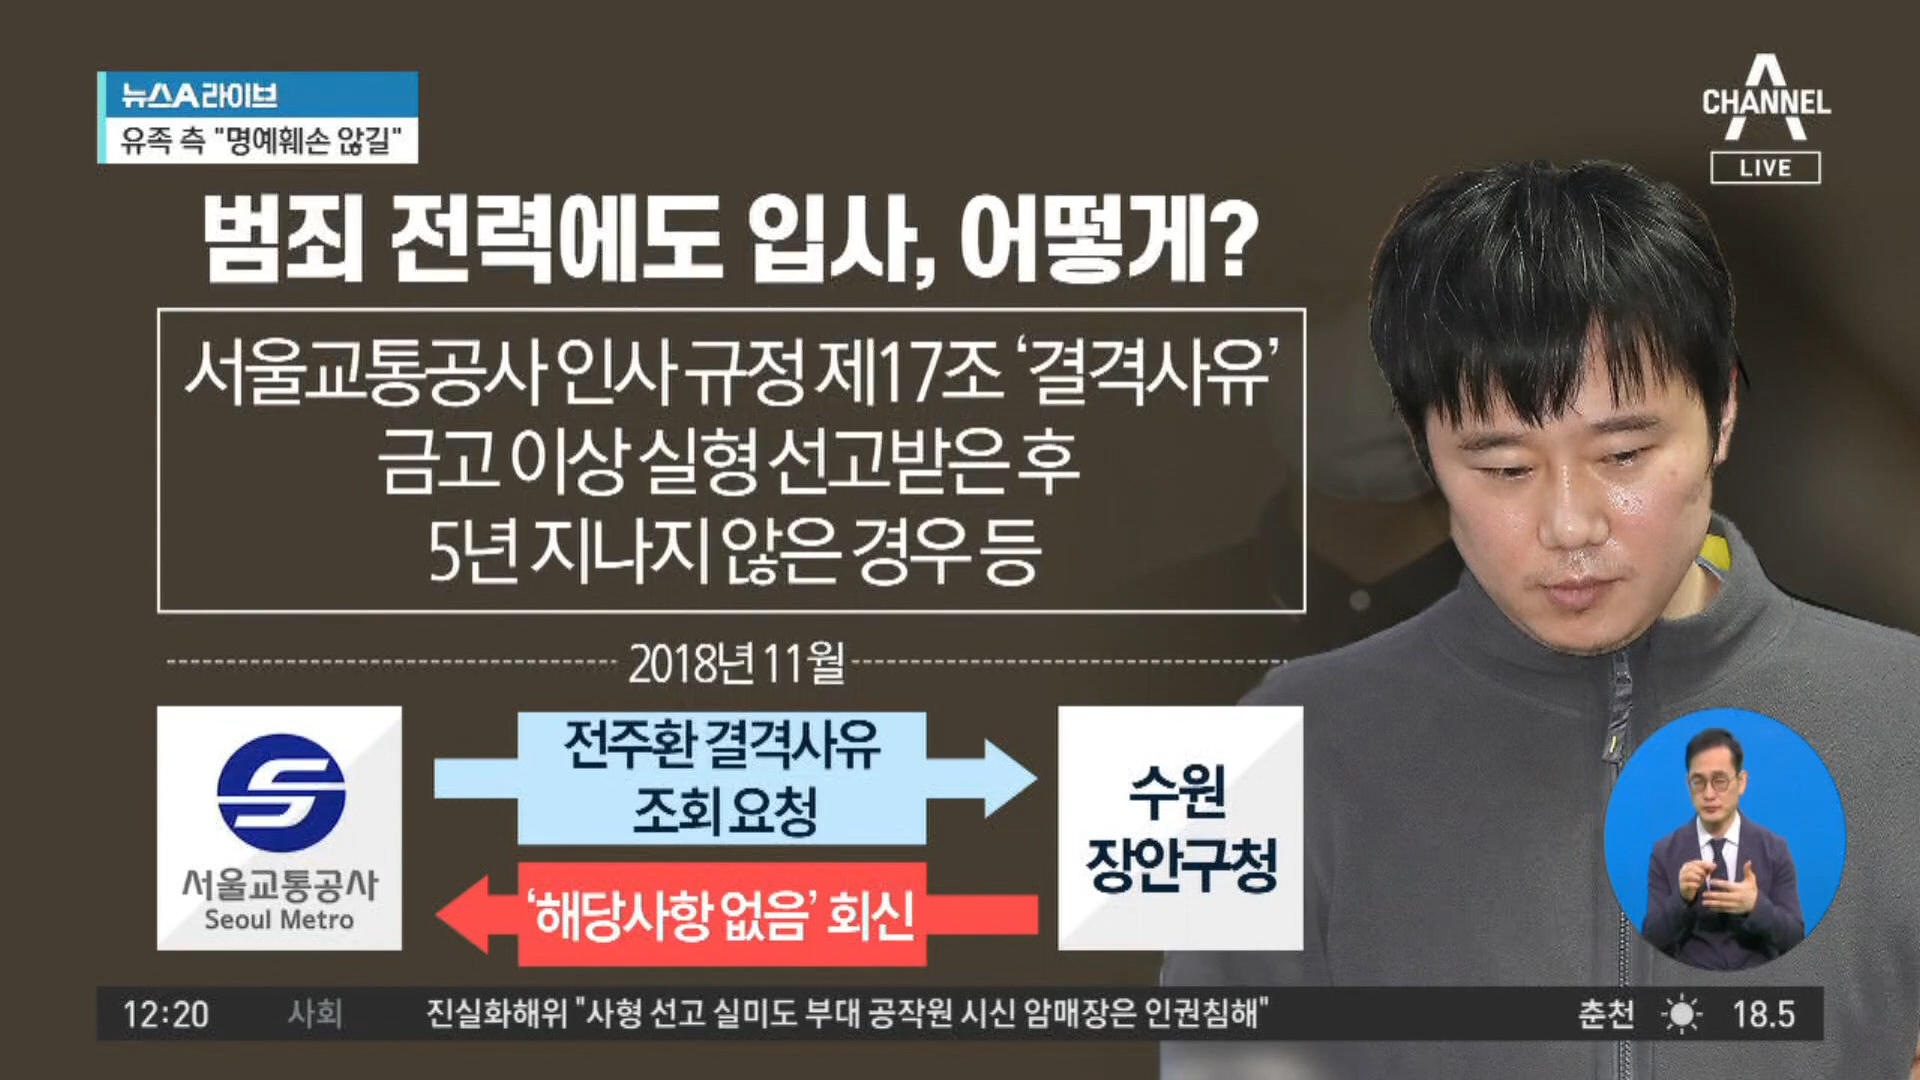 뉴스A라이브
유족 측 "명예훼손 않길"
CHANNEL A
LIVE
범죄 전력에도 입사, 어떻게?
서울교통공사 인사 규정 제17조 ‘결격사유’
금고 이상 실형 선고받은 후
5년 지나지 않은 경우 등
2018년 11월
서울교통공사
Seoul Metro
전주환 결격사유
조회 요청
‘해당사항 없음’ 회신
수원
장안구청
12:20 사회 진실화해위 "사형 선고 실미도 부대 공작원 시신 암매장은 인권침해" 춘천 18.5